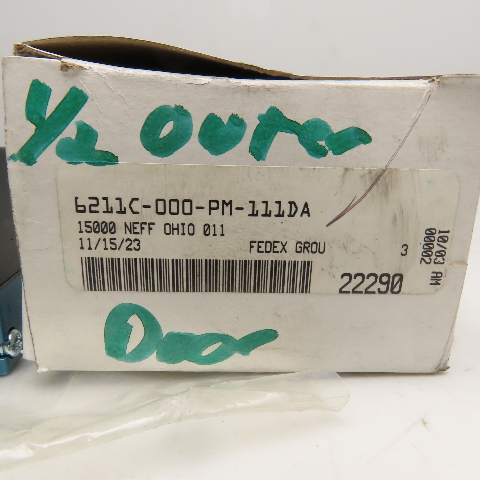 1/2 OUTER
6211C-000-PM-111DA
15000 NEFF OHIO 011
11/15/23 FEDEX GROU 3
22290
10/03 AM
00002
Door